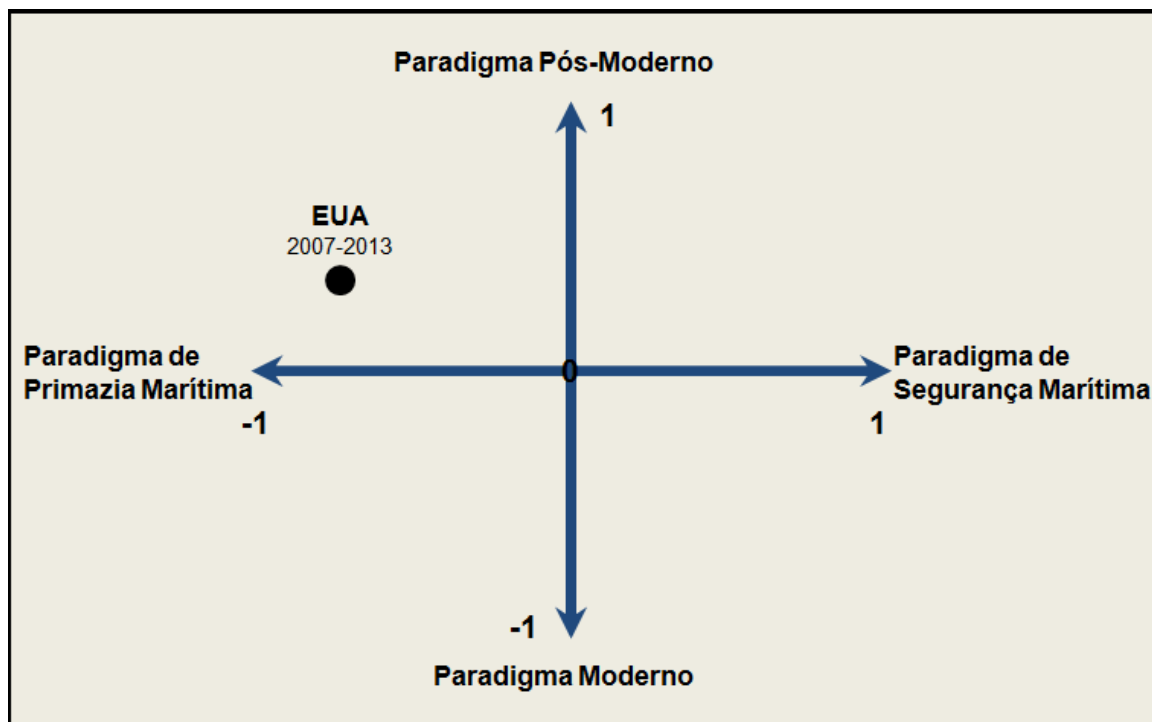 Paradigma Pós-Moderno
1
EUA
2007-2013
Paradigma de
Primazia Marítima
-1
0
Paradigma de
Segurança Marítima
1
-1
Paradigma Moderno